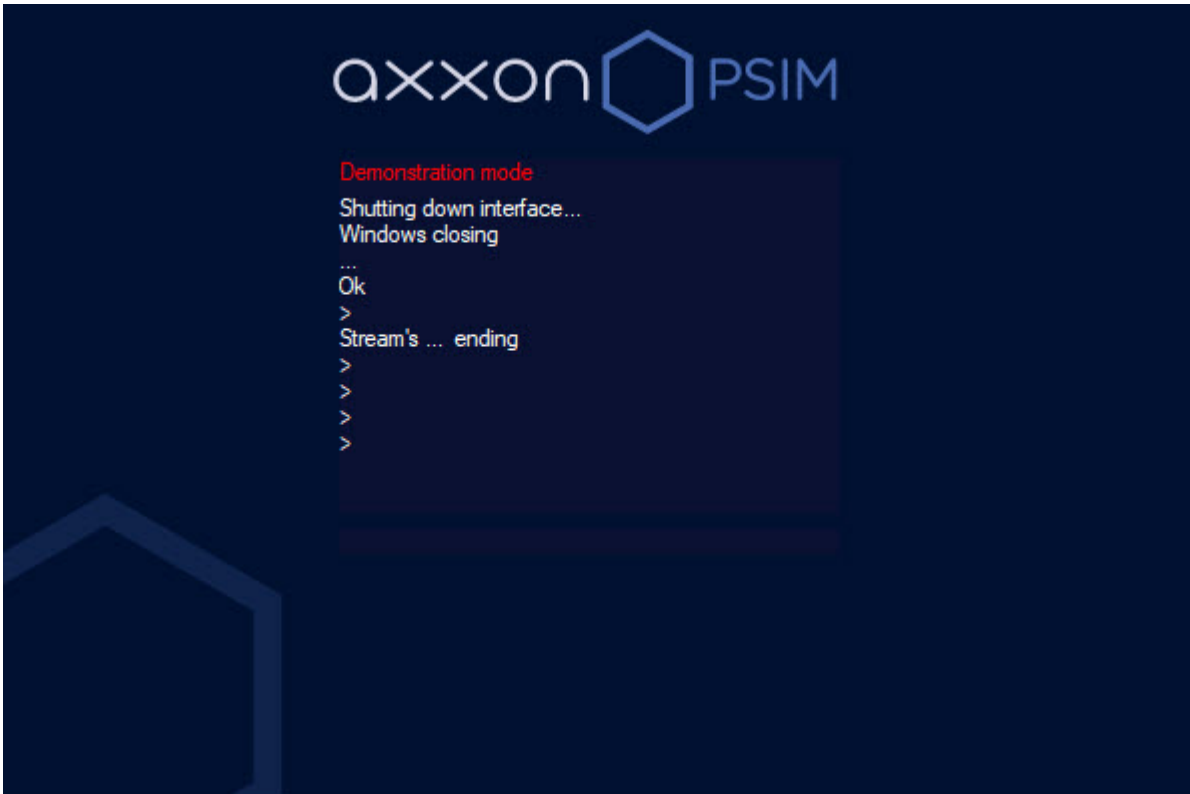 axxon PSIM
Demonstration mode
Shutting down interface...
Windows closing
...
Ok
>
Stream's ... ending
>
>
>
>